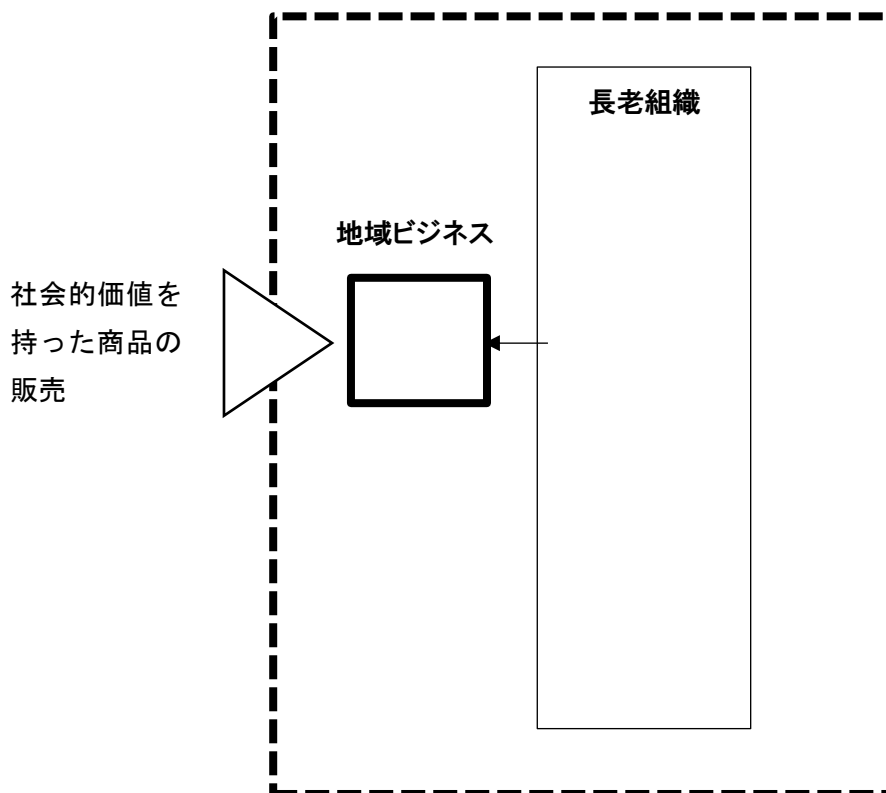 長老組織
地域ビジネス
社会的価値を
持った商品の
販売